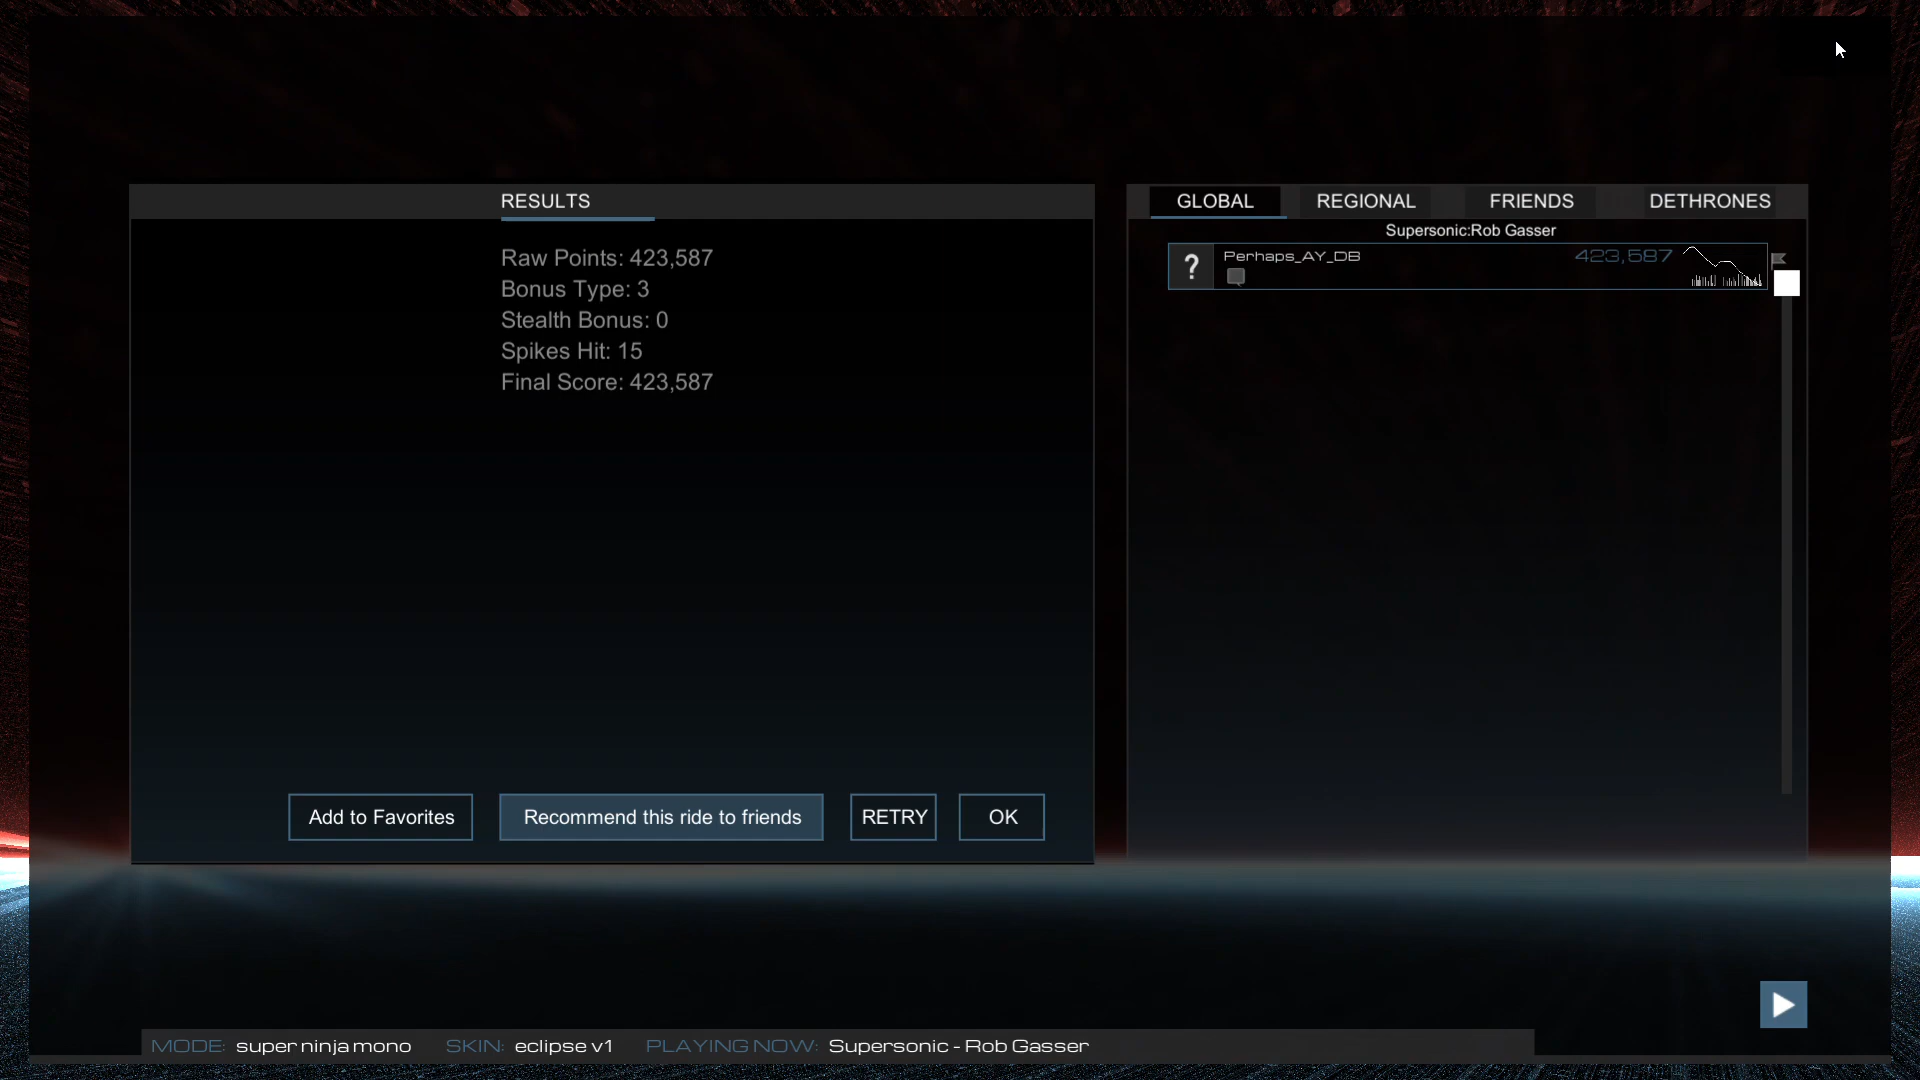 RESULTS
Raw Points: 423,587
Bonus Type: 3
Stealth Bonus: 0
Spikes Hit: 15
Final Score: 423,587
Add to Favorites
Recommend this ride to friends
RETRY
OK
GLOBAL REGIONAL FRIENDS DETHRONES
Supersonic:Rob Gasser
? Perhaps_AY_DB 423,587
MODE: super ninja mono SKIN: eclipse v1 PLAYING NOW: Supersonic - Rob Gasser